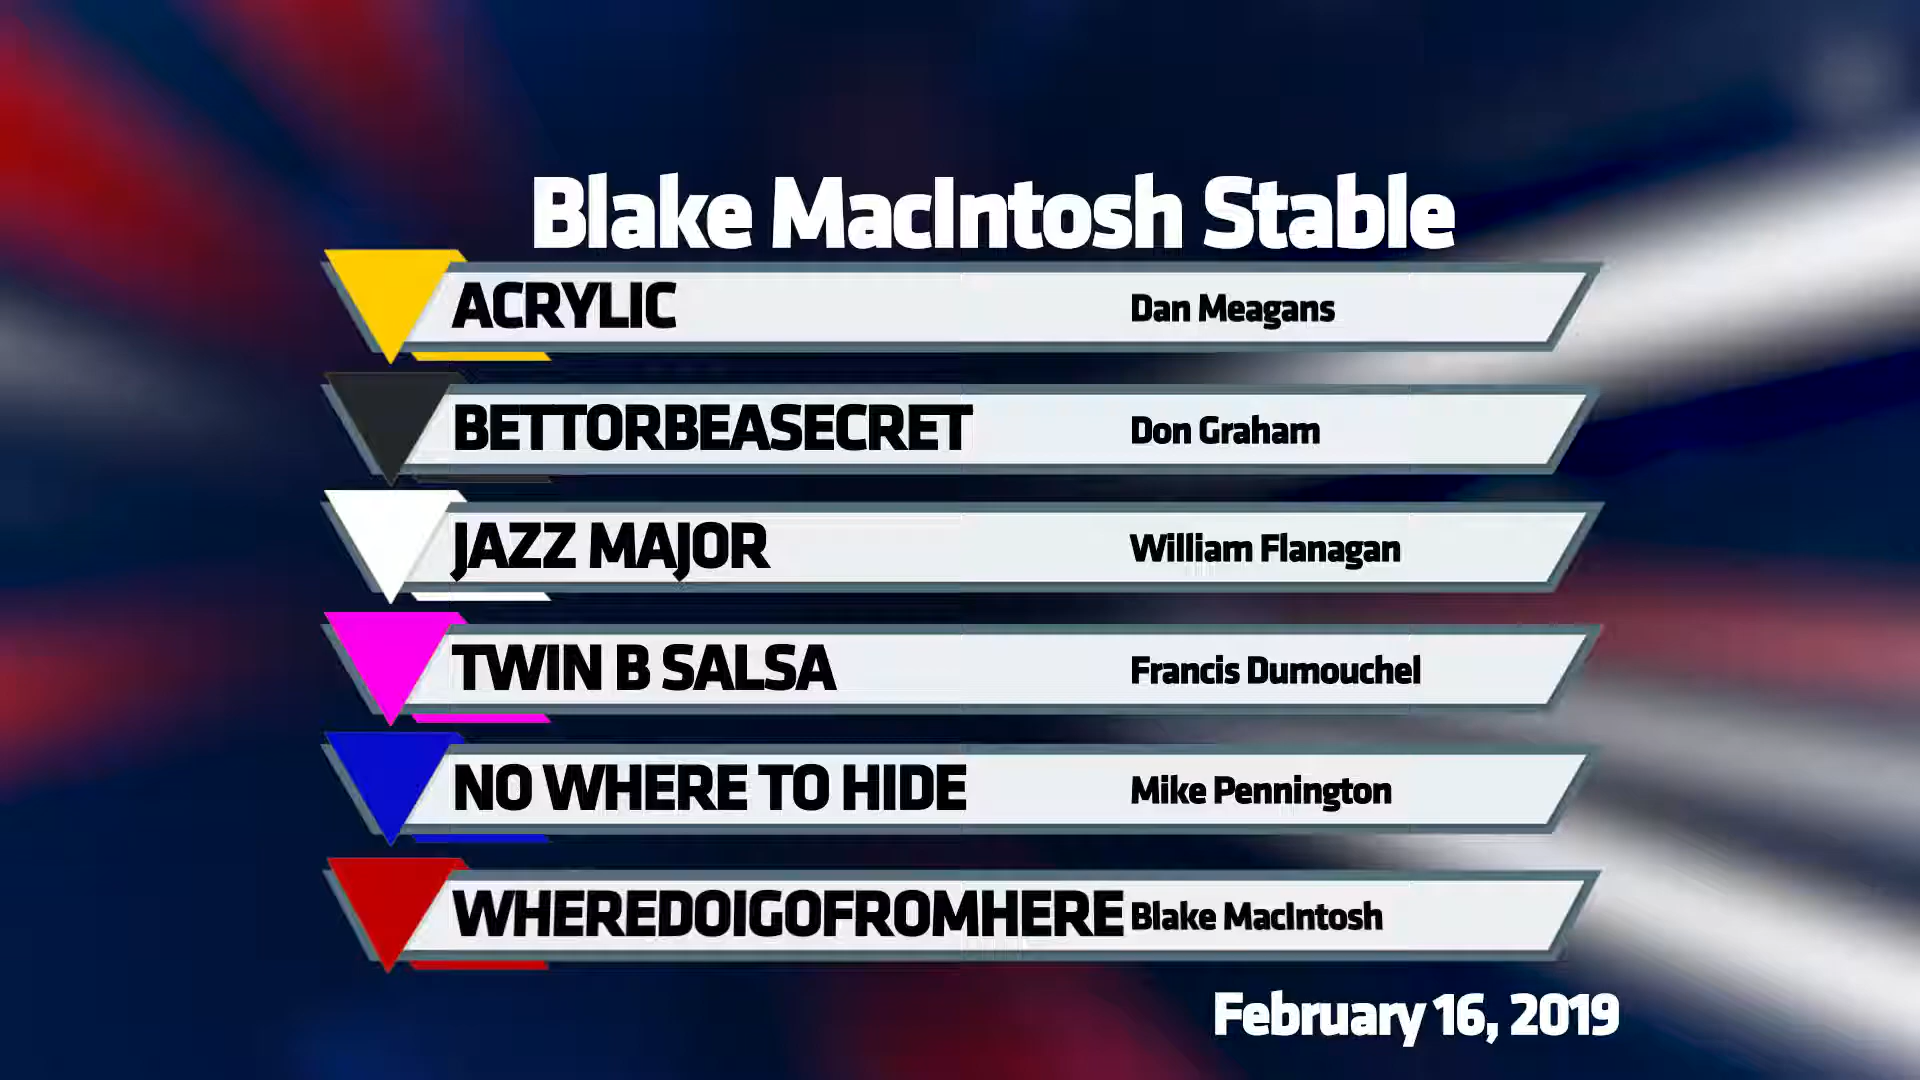 Blake MacIntosh Stable
ACRYLIC Dan Meagans
BETTORBEASECRET Don Graham
JAZZ MAJOR William Flanagan
TWIN B SALSA Francis Dumouchel
NO WHERE TO HIDE Mike Pennington
WHEREDOIGOFROMHERE Blake MacIntosh
February 16, 2019